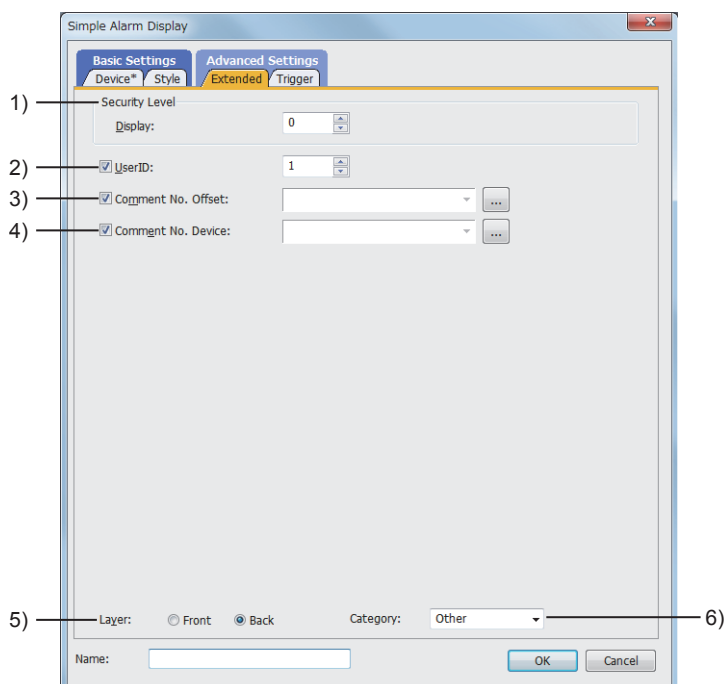 Simple Alarm Display
x
Basic Settings Advanced Settings
Device* Style Extended Trigger
1) Security Level
Display: 0
2) UserID: 1
3) Comment No. Offset: ...
4) Comment No. Device: ...
5) Layer: Front Back Category: Other 6)
Name: OK Cancel